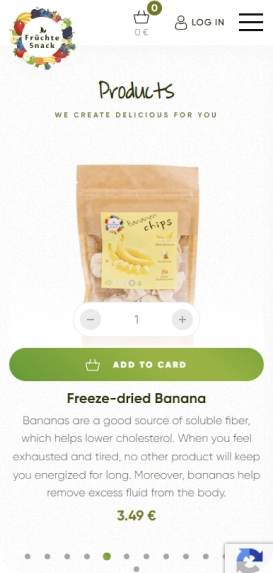 Früchte
Snack
0
0 €
LOG IN
Products
WE CREATE DELICIOUS FOR YOU
Bananen
chips
1
ADD TO CARD
Freeze-dried Banana
Bananas are a good source of soluble fiber,
which helps lower cholesterol. When you feel
exhausted and tired, no other product will keep
you energized for long. Moreover, bananas help
remove excess fluid from the body.
3.49 €